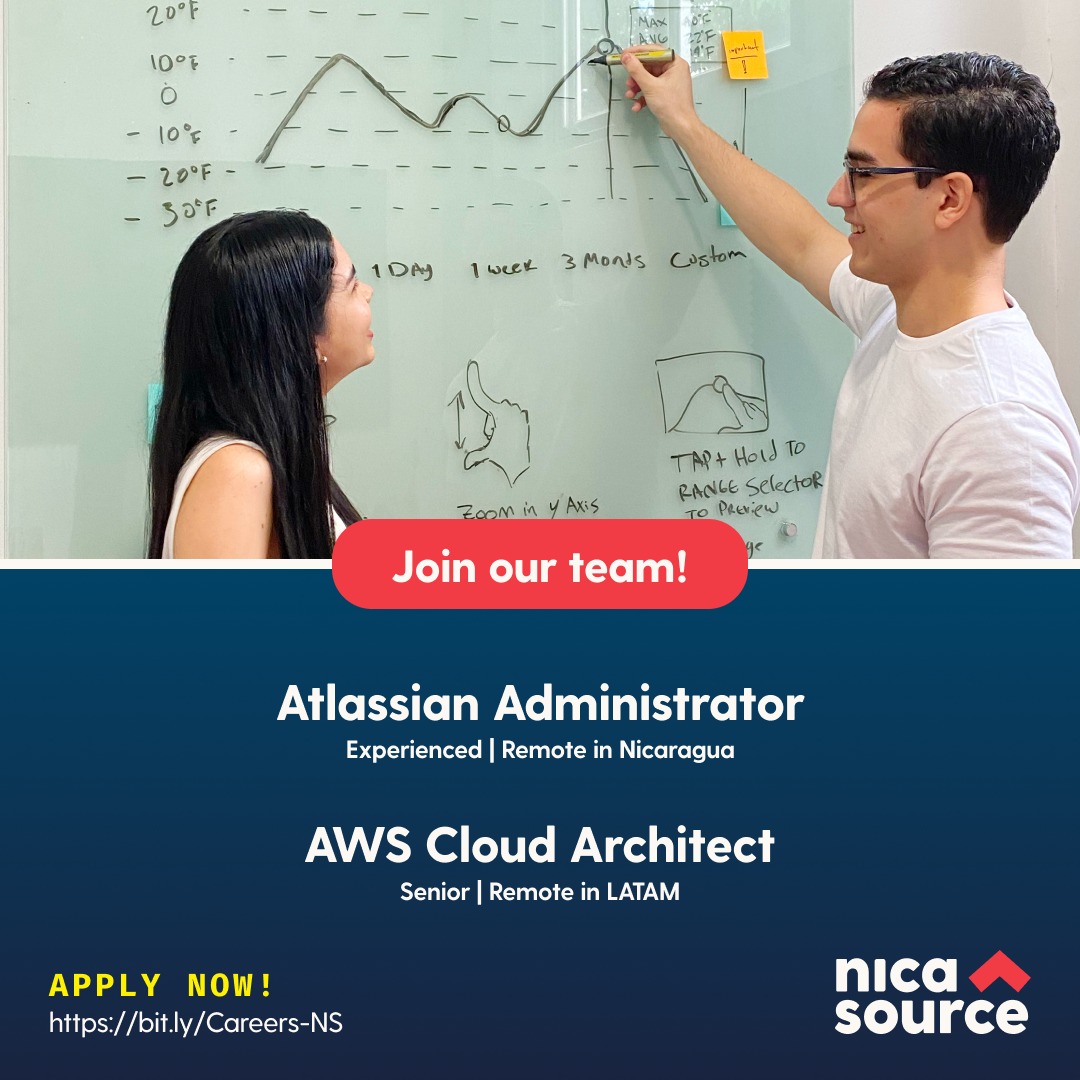 20°F
10°F
0
- 10°F -
- 20°F -
- 30°F
MAX
AVG
important
!
1 DAY 1 week 3 Months Custom
Zoom in y Axis
TAP + Hold To
RANGE Selector
To Preview
Join our team!
Atlassian Administrator
Experienced | Remote in Nicaragua
AWS Cloud Architect
Senior | Remote in LATAM
APPLY NOW!
https://bit.ly/Careers-NS
nica
source